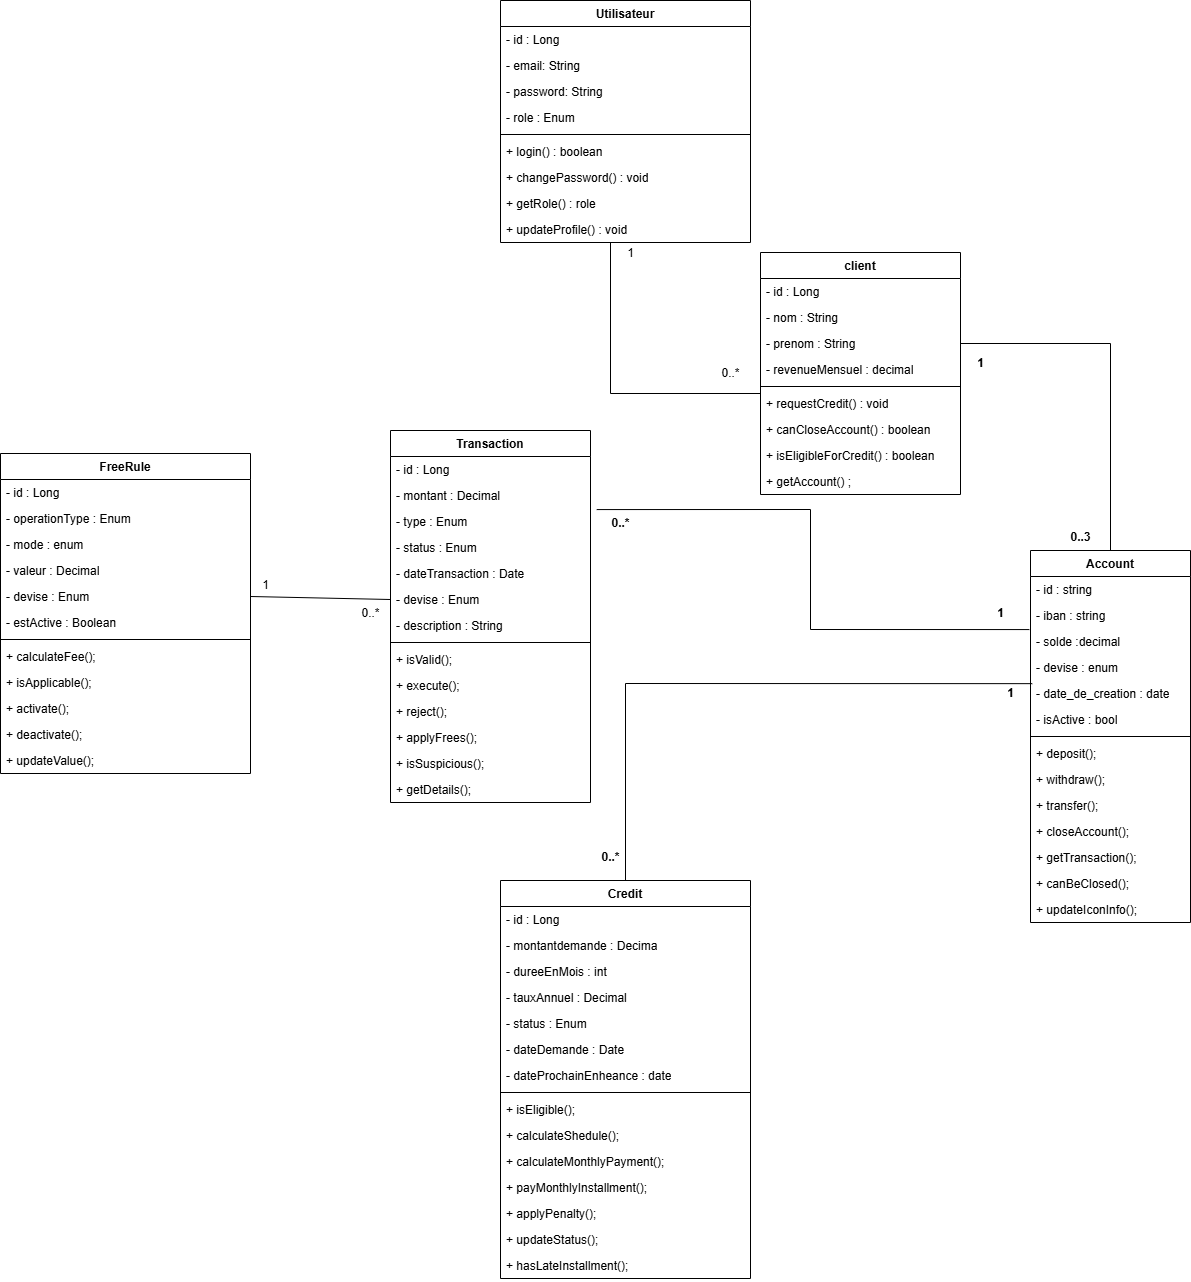 Utilisateur
- id : Long
- email: String
- password: String
- role : Enum
+ login() : boolean
+ changePassword() : void
+ getRole() : role
+ updateProfile() : void
1
0..*
client
- id : Long
- nom : String
- prenom : String
- revenueMensuel : decimal
+ requestCredit() : void
+ canCloseAccount() : boolean
+ isEligibleForCredit() : boolean
+ getAccount() ;
1
0..3
FreeRule
- id : Long
- operationType : Enum
- mode : enum
- valeur : Decimal
- devise : Enum
- estActive : Boolean
+ calculateFee();
+ isApplicable();
+ activate();
+ deactivate();
+ updateValue();
1
0..*
Transaction
- id : Long
- montant : Decimal
- type : Enum
- status : Enum
- dateTransaction : Date
- devise : Enum
- description : String
+ isValid();
+ execute();
+ reject();
+ applyFrees();
+ isSuspicious();
+ getDetails();
0..*
1
Account
- id : string
- iban : string
- solde :decimal
- devise : enum
- date_de_creation : date
- isActive : bool
+ deposit();
+ withdraw();
+ transfer();
+ closeAccount();
+ getTransaction();
+ canBeClosed();
+ updateIconInfo();
1
0..*
Credit
- id : Long
- montantdemande : Decima
- dureeEnMois : int
- tauxAnnuel : Decimal
- status : Enum
- dateDemande : Date
- dateProchainEnheance : date
+ isEligible();
+ calculateShedule();
+ calculateMonthlyPayment();
+ payMonthlyInstallment();
+ applyPenalty();
+ updateStatus();
+ hasLateInstallment();